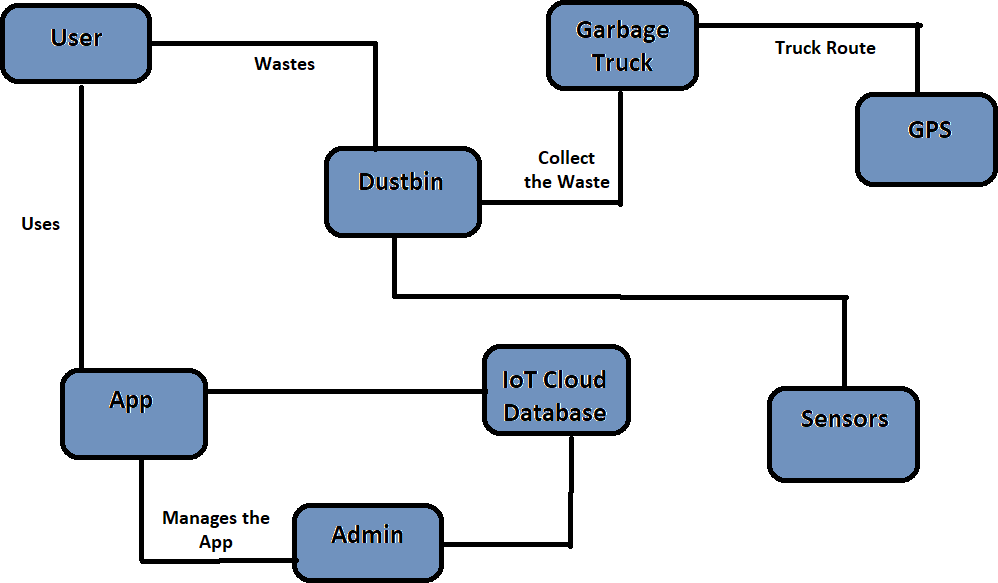 User
Wastes
Garbage
Truck
Truck Route
GPS
Dustbin
Collect
the Waste
Uses
App
IoT Cloud
Database
Sensors
Manages the
App
Admin